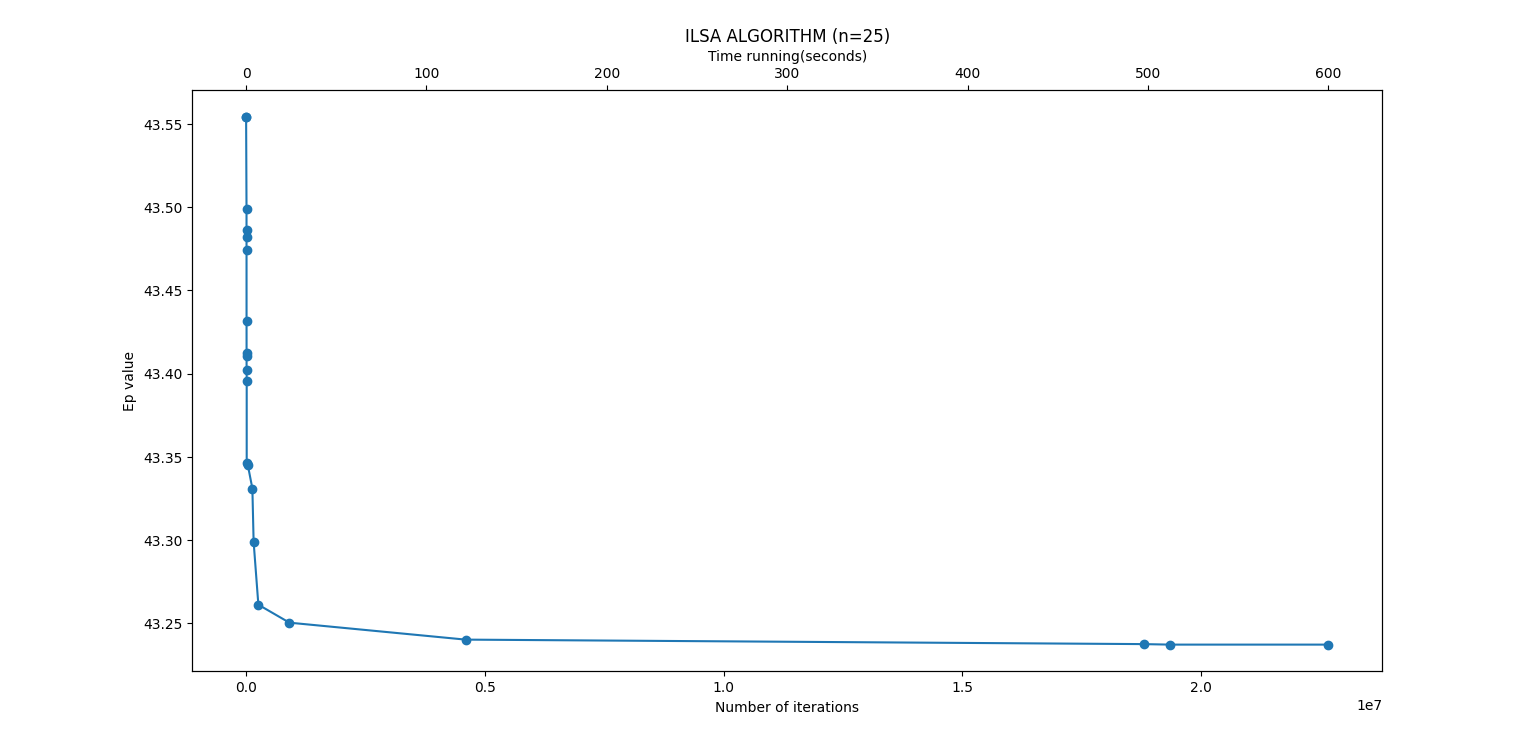 ILSA ALGORITHM (n=25)
Time running(seconds)
0 100 200 300 400 500 600
43.55
43.50
43.45
43.40
43.35
43.30
43.25
Ep value
0.0 0.5 1.0 1.5 2.0
1e7
Number of iterations